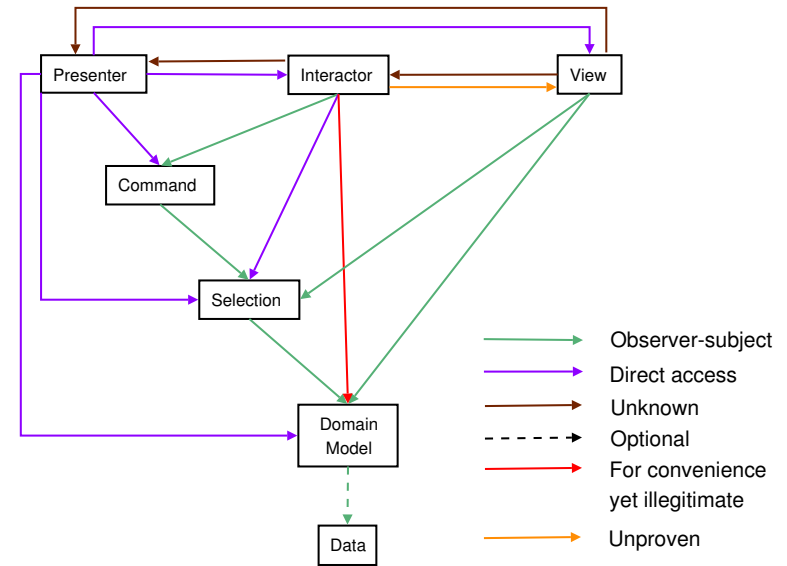 Presenter
Interactor
View
Command
Selection
Domain
Model
Data
Observer-subject
Direct access
Unknown
Optional
For convenience
yet illegitimate
Unproven